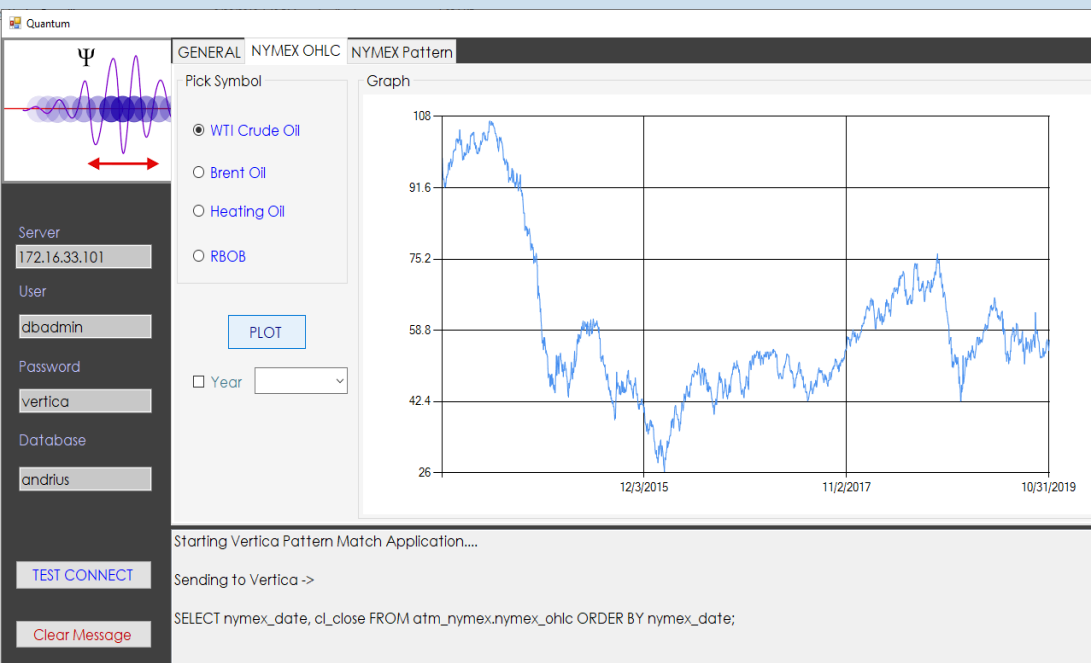 Quantum
Ψ
GENERAL NYMEX OHLC NYMEX Pattern
Pick Symbol
WTI Crude Oil
Brent Oil
Heating Oil
RBOB
PLOT
Year
Graph
108
91.6
75.2
58.8
42.4
26
12/3/2015 11/2/2017 10/31/2019
Server
172.16.33.101
User
dbadmin
Password
vertica
Database
andrius
TEST CONNECT
Clear Message
Starting Vertica Pattern Match Application....
Sending to Vertica ->
SELECT nymex_date, cl_close FROM atm_nymex.nymex_ohlc ORDER BY nymex_date;